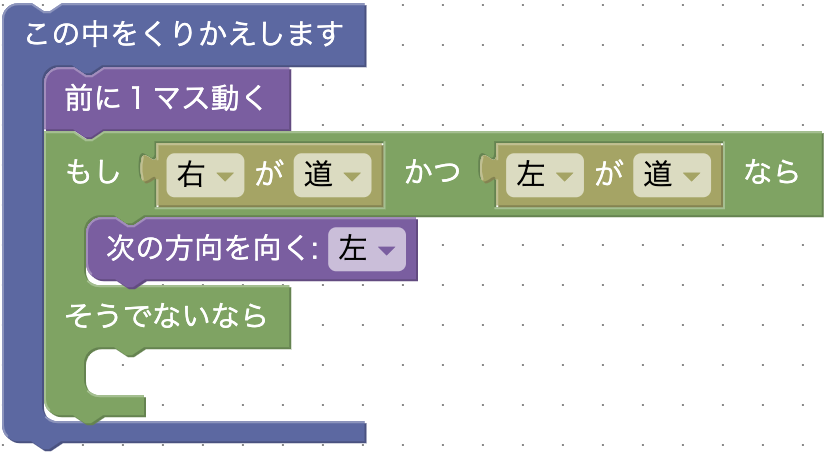 この中をくりかえします
前に1マス動く
もし 右 が 道 かつ 左 が 道 なら
次の方向を向く: 左
そうでないなら